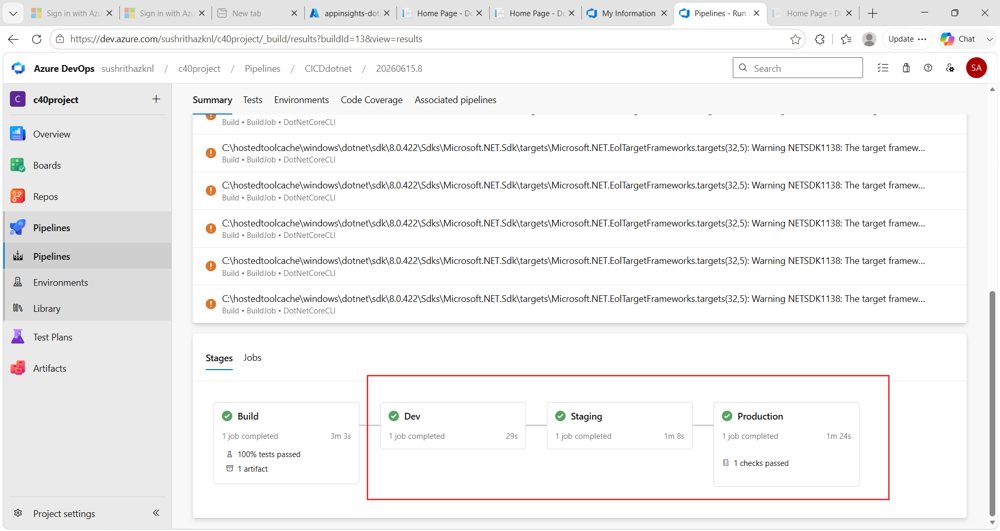 Sign in with Azu
Sign in with Azu
New tab
appinsights-dot
Home Page - Do
Home Page - Do
My Information
Pipelines - Run 2
Home Page - Do
https://dev.azure.com/sushrithazknl/c40project/_build/results?buildId=13&view=results
Update
Chat
Azure DevOps sushrithazknl / c40project / Pipelines / CICDdotnet / 20260615.8
Search
SA
C c40project
Overview
Boards
Repos
Pipelines
Pipelines
Environments
Library
Test Plans
Artifacts
Project settings
Summary Tests Environments Code Coverage Associated pipelines
Build • BuildJob • DotNetCoreCLI
C:\hostedtoolcache\windows\dotnet\sdk\8.0.422\Sdks\Microsoft.NET.Sdk\targets\Microsoft.NET.EolTargetFrameworks.targets(32,5): Warning NETSDK1138: The target framew...
Build • BuildJob • DotNetCoreCLI
C:\hostedtoolcache\windows\dotnet\sdk\8.0.422\Sdks\Microsoft.NET.Sdk\targets\Microsoft.NET.EolTargetFrameworks.targets(32,5): Warning NETSDK1138: The target framew...
Build • BuildJob • DotNetCoreCLI
C:\hostedtoolcache\windows\dotnet\sdk\8.0.422\Sdks\Microsoft.NET.Sdk\targets\Microsoft.NET.EolTargetFrameworks.targets(32,5): Warning NETSDK1138: The target framew...
Build • BuildJob • DotNetCoreCLI
C:\hostedtoolcache\windows\dotnet\sdk\8.0.422\Sdks\Microsoft.NET.Sdk\targets\Microsoft.NET.EolTargetFrameworks.targets(32,5): Warning NETSDK1138: The target framew...
Build • BuildJob • DotNetCoreCLI
C:\hostedtoolcache\windows\dotnet\sdk\8.0.422\Sdks\Microsoft.NET.Sdk\targets\Microsoft.NET.EolTargetFrameworks.targets(32,5): Warning NETSDK1138: The target framew...
Build • BuildJob • DotNetCoreCLI
Stages Jobs
Build
1 job completed 3m 3s
100% tests passed
1 artifact
Dev
1 job completed 29s
Staging
1 job completed 1m 8s
Production
1 job completed 1m 24s
1 checks passed